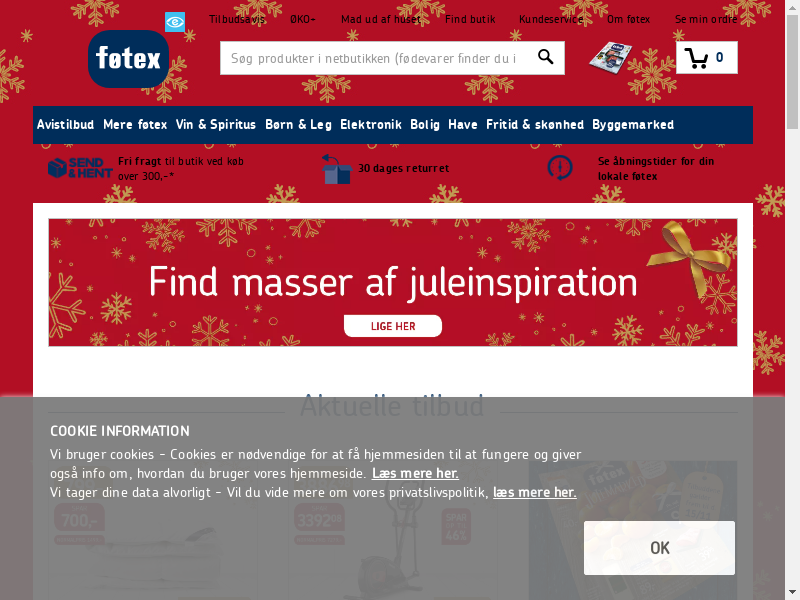 Tilbudsavis ØKO+ Mad ud af huset Find butik Kundeservice Om føtex Se min ordre
føtex
Søg produkter i netbutikken (fødevarer finder du i
0
Avistilbud Mere føtex Vin & Spiritus Børn & Leg Elektronik Bolig Have Fritid & skønhed Byggemarked
SEND & HENT
Fri fragt til butik ved køb
over 300,-*
30 dages returret
Se åbningstider for din
lokale føtex
Find masser af juleinspiration
LIGE HER
Aktuelle tilbud
COOKIE INFORMATION
Vi bruger cookies - Cookies er nødvendige for at få hjemmesiden til at fungere og giver
også info om, hvordan du bruger vores hjemmeside. Læs mere her.
Vi tager dine data alvorligt - Vil du vide mere om vores privatslivspolitik, læs mere her.
føtex
700,-
3392
SPAR
46%
OK